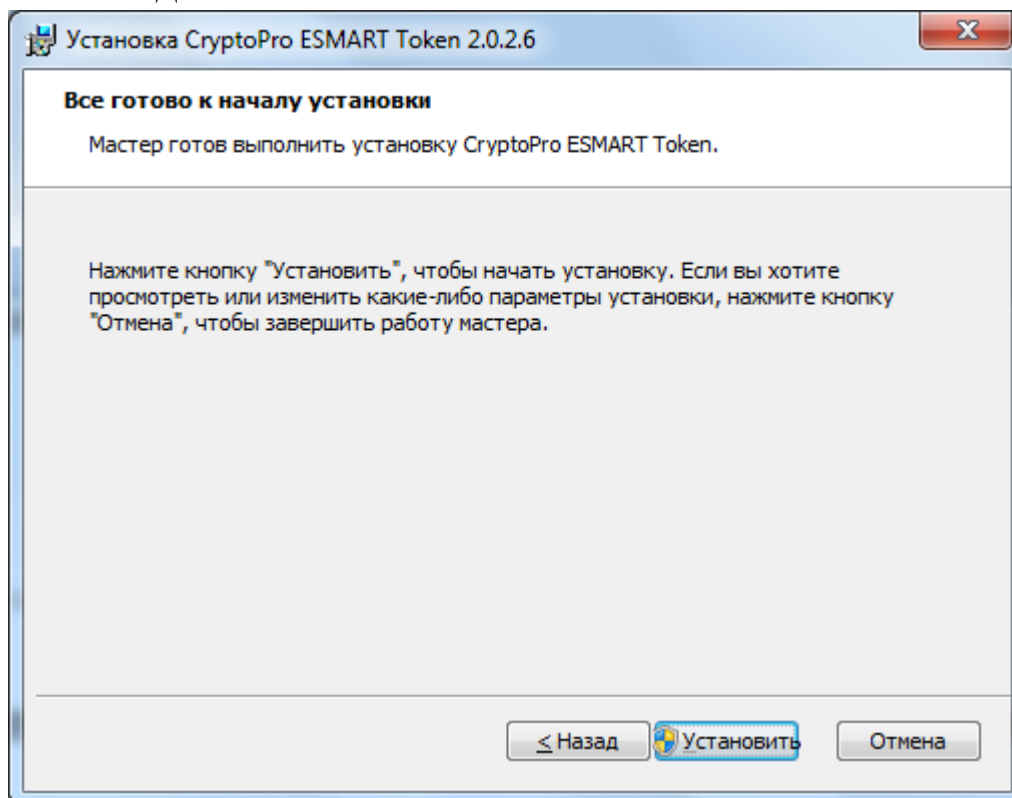 Установка CryptoPro ESMART Token 2.0.2.6
Все готово к началу установки
Мастер готов выполнить установку CryptoPro ESMART Token.
Нажмите кнопку "Установить", чтобы начать установку. Если вы хотите
просмотреть или изменить какие-либо параметры установки, нажмите кнопку
"Отмена", чтобы завершить работу мастера.
< Назад
Установить
Отмена